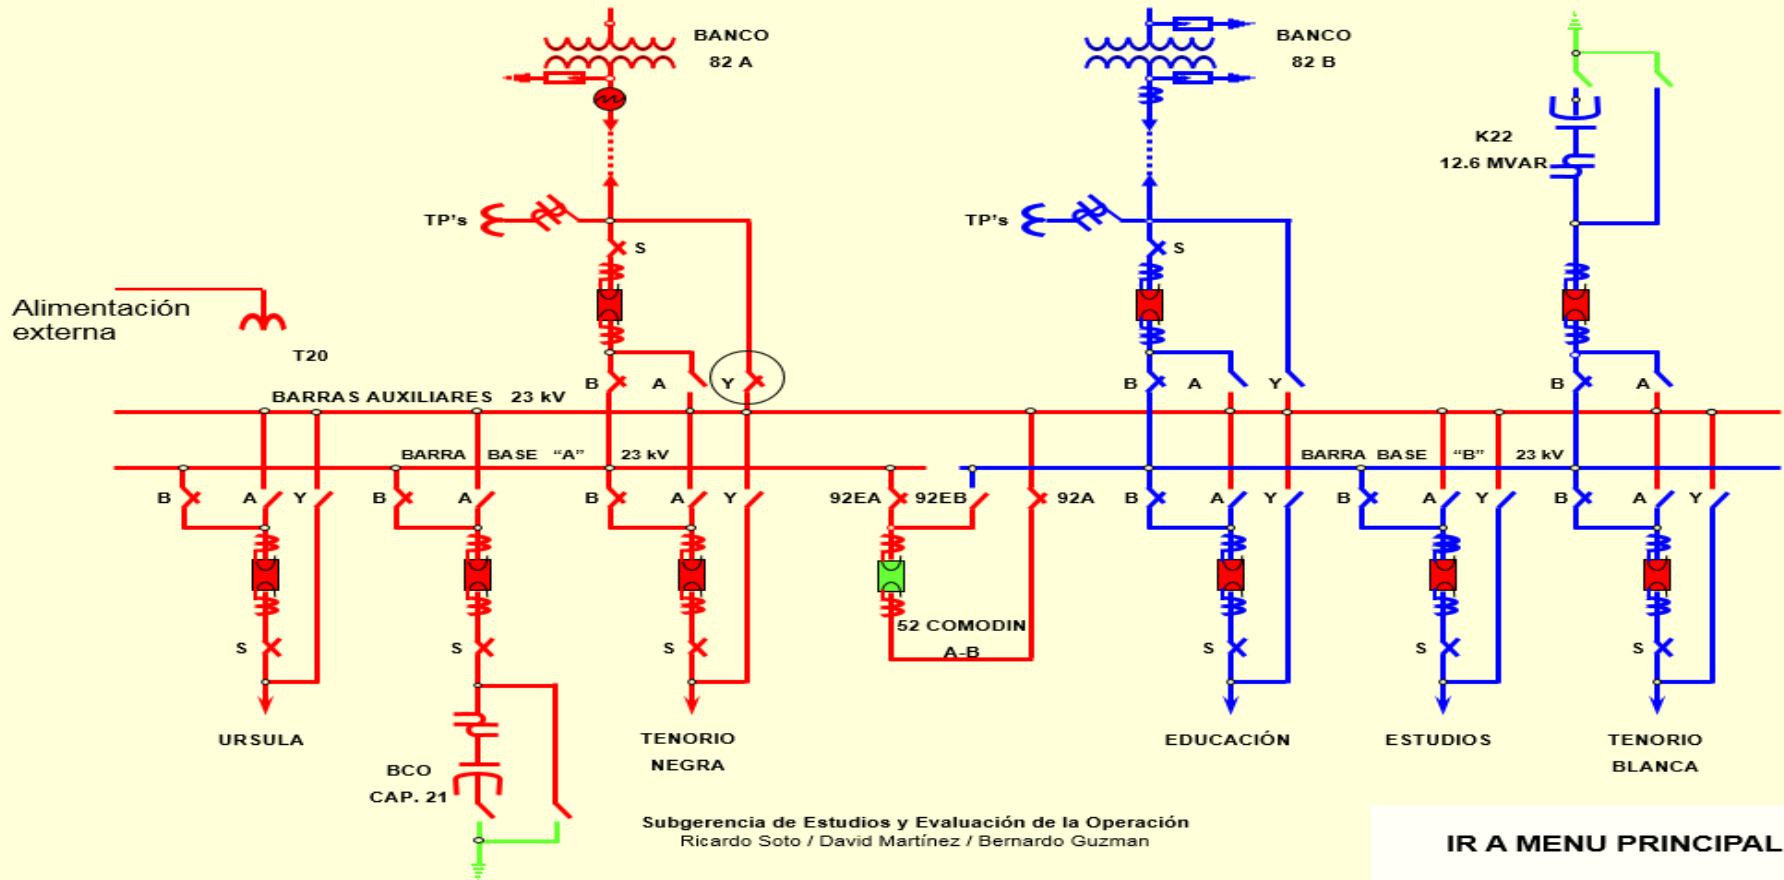 BANCO
82 A
BANCO
82 B
K22
12.6 MVAR
TP's
S
TP's
S
Alimentación
externa
T20
B
A
Y
B
A
Y
B
A
BARRAS AUXILIARES 23 kV
BARRA BASE "A" 23 kV
BARRA BASE "B" 23 kV
B
A
Y
B
A
B
A
Y
92EA
92EB
92A
B
A
Y
B
A
Y
B
A
Y
52 COMODIN
A-B
S
S
S
S
S
S
URSULA
BCO
CAP. 21
TENORIO
NEGRA
EDUCACIÓN
ESTUDIOS
TENORIO
BLANCA
Subgerencia de Estudios y Evaluación de la Operación
Ricardo Soto / David Martínez / Bernardo Guzman
IR A MENU PRINCIPAL